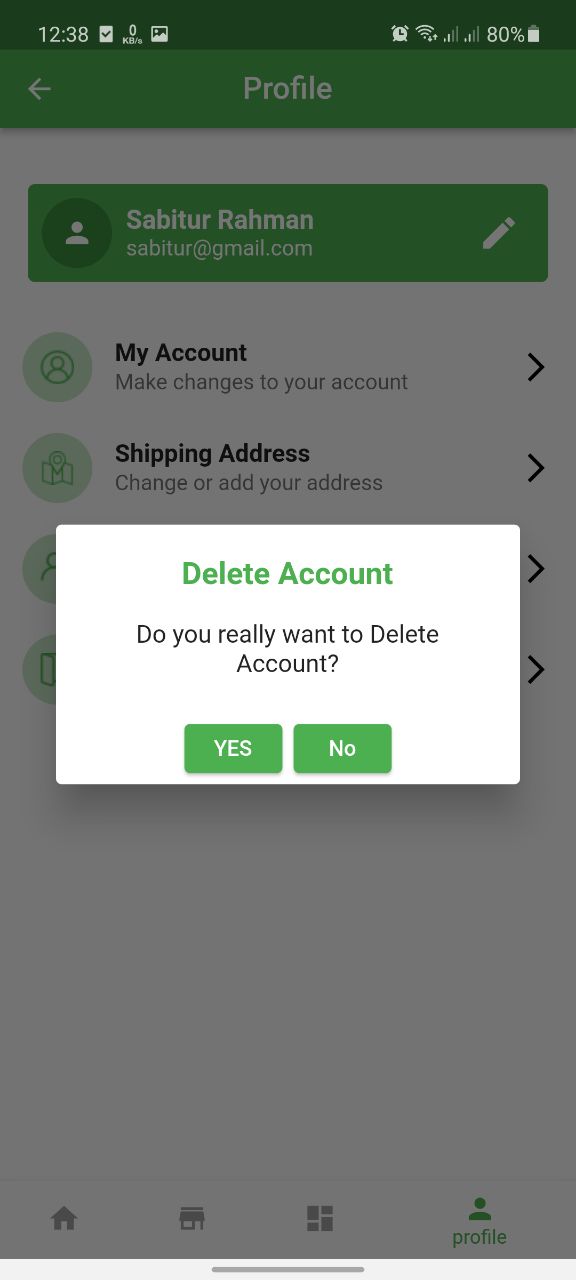 12:38 0 KB/s 80%
Profile
Sabitur Rahman
sabitur@gmail.com
My Account
Make changes to your account
Shipping Address
Change or add your address
Delete Account
Do you really want to Delete
Account?
YES No
profile